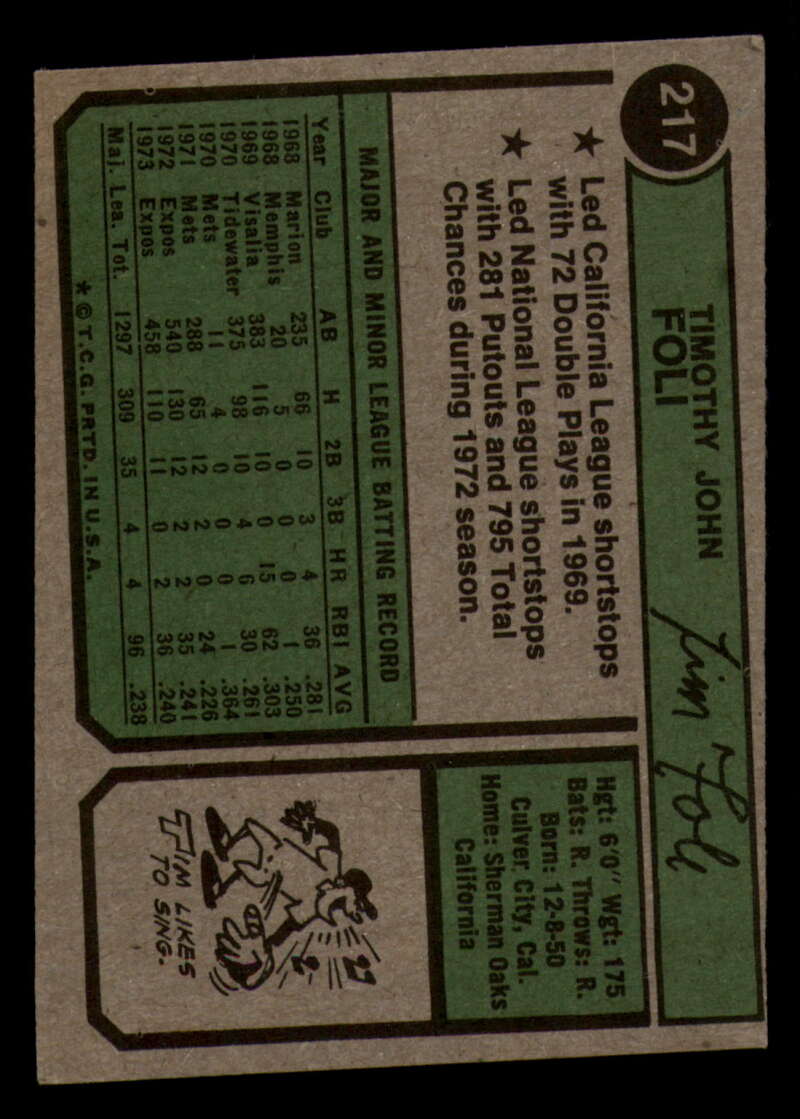 217
TIMOTHY JOHN
FOLI
Tim Foli
★ Led California League shortstops
with 72 Double Plays in 1969.
★ Led National League shortstops
with 281 Putouts and 795 Total
Chances during 1972 season.
MAJOR AND MINOR LEAGUE BATTING RECORD
Year Club AB H 2B 3B HR RBI AVG
1968 Marion 235 66 10 3 4 36 .281
1968 Memphis 20 5 0 0 0 1 .250
1969 Visalia 383 116 10 0 15 62 .303
1970 Tidewater 375 98 10 4 6 30 .261
1970 Mets 11 4 0 0 0 1 .364
1971 Mets 288 65 12 2 0 24 .226
1972 Expos 540 130 12 2 2 35 .241
1973 Expos 458 110 11 0 2 36 .240
Maj. Lea. Tot. 1297 309 35 4 4 96 .238
★ © T.C.G. PRTD. IN U.S.A.
Hgt: 6'0" Wgt: 175
Bats: R. Throws: R.
Born: 12-8-50
Culver City, Cal.
Home: Sherman Oaks
California
TIM LIKES
TO SING.